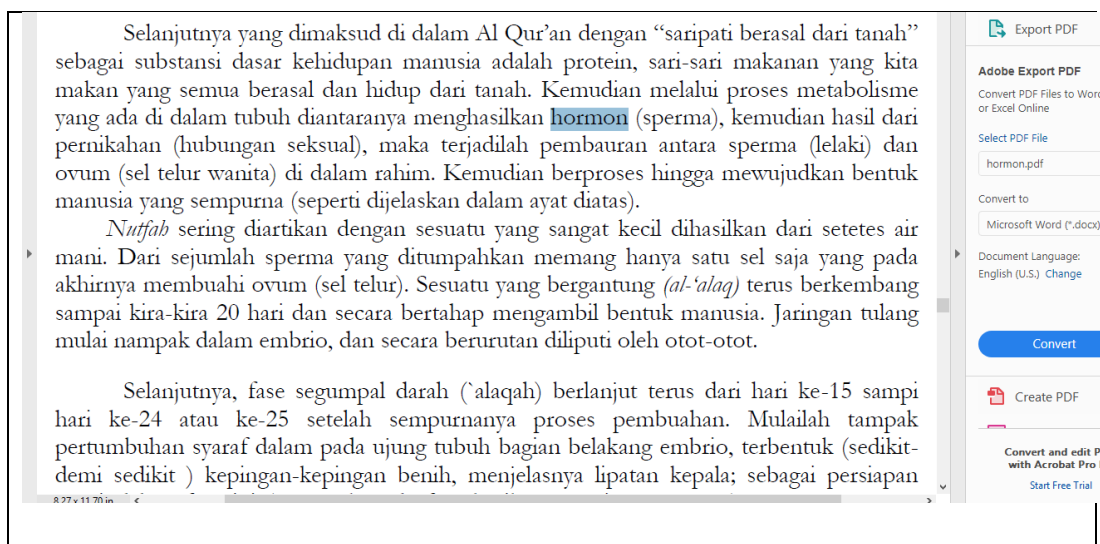 Selanjutnya yang dimaksud di dalam Al Qur’an dengan “saripati berasal dari tanah”
sebagai substansi dasar kehidupan manusia adalah protein, sari-sari makanan yang kita
makan yang semua berasal dan hidup dari tanah. Kemudian melalui proses metabolisme
yang ada di dalam tubuh diantaranya menghasilkan hormon (sperma), kemudian hasil dari
pernikahan (hubungan seksual), maka terjadilah pembauran antara sperma (lelaki) dan
ovum (sel telur wanita) di dalam rahim. Kemudian berproses hingga mewujudkan bentuk
manusia yang sempurna (seperti dijelaskan dalam ayat diatas).
Nutfah sering diartikan dengan sesuatu yang sangat kecil dihasilkan dari setetes air
mani. Dari sejumlah sperma yang ditumpahkan memang hanya satu sel saja yang pada
akhirnya membuahi ovum (sel telur). Sesuatu yang bergantung (al-‘alaq) terus berkembang
sampai kira-kira 20 hari dan secara bertahap mengambil bentuk manusia. Jaringan tulang
mulai nampak dalam embrio, dan secara berurutan diliputi oleh otot-otot.
Selanjutnya, fase segumpal darah (`alaqah) berlanjut terus dari hari ke-15 sampi
hari ke-24 atau ke-25 setelah sempurnanya proses pembuahan. Mulailah tampak
pertumbuhan syaraf dalam pada ujung tubuh bagian belakang embrio, terbentuk (sedikit-
demi sedikit ) kepingan-kepingan benih, menjelasnya lipatan kepala; sebagai persiapan
8.27 x 11.70 in
Export PDF
Adobe Export PDF
Convert PDF Files to Word
or Excel Online
Select PDF File
hormon.pdf
Convert to
Microsoft Word (*.docx)
Document Language:
English (U.S.) Change
Convert
Create PDF
Convert and edit P
with Acrobat Pro
Start Free Trial